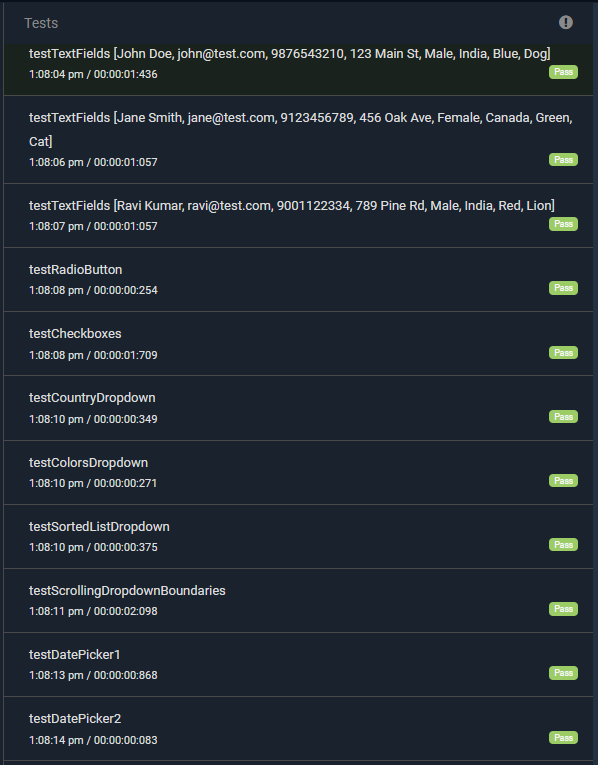 Tests
testTextFields [John Doe, john@test.com, 9876543210, 123 Main St, Male, India, Blue, Dog]
1:08:04 pm / 00:00:01:436
Pass
testTextFields [Jane Smith, jane@test.com, 9123456789, 456 Oak Ave, Female, Canada, Green,
Cat]
1:08:06 pm / 00:00:01:057
Pass
testTextFields [Ravi Kumar, ravi@test.com, 9001122334, 789 Pine Rd, Male, India, Red, Lion]
1:08:07 pm / 00:00:01:057
Pass
testRadioButton
1:08:08 pm / 00:00:00:254
Pass
testCheckboxes
1:08:08 pm / 00:00:01:709
Pass
testCountryDropdown
1:08:10 pm / 00:00:00:349
Pass
testColorsDropdown
1:08:10 pm / 00:00:00:271
Pass
testSortedListDropdown
1:08:10 pm / 00:00:00:375
Pass
testScrollingDropdownBoundaries
1:08:11 pm / 00:00:02:098
Pass
testDatePicker1
1:08:13 pm / 00:00:00:868
Pass
testDatePicker2
1:08:14 pm / 00:00:00:083
Pass